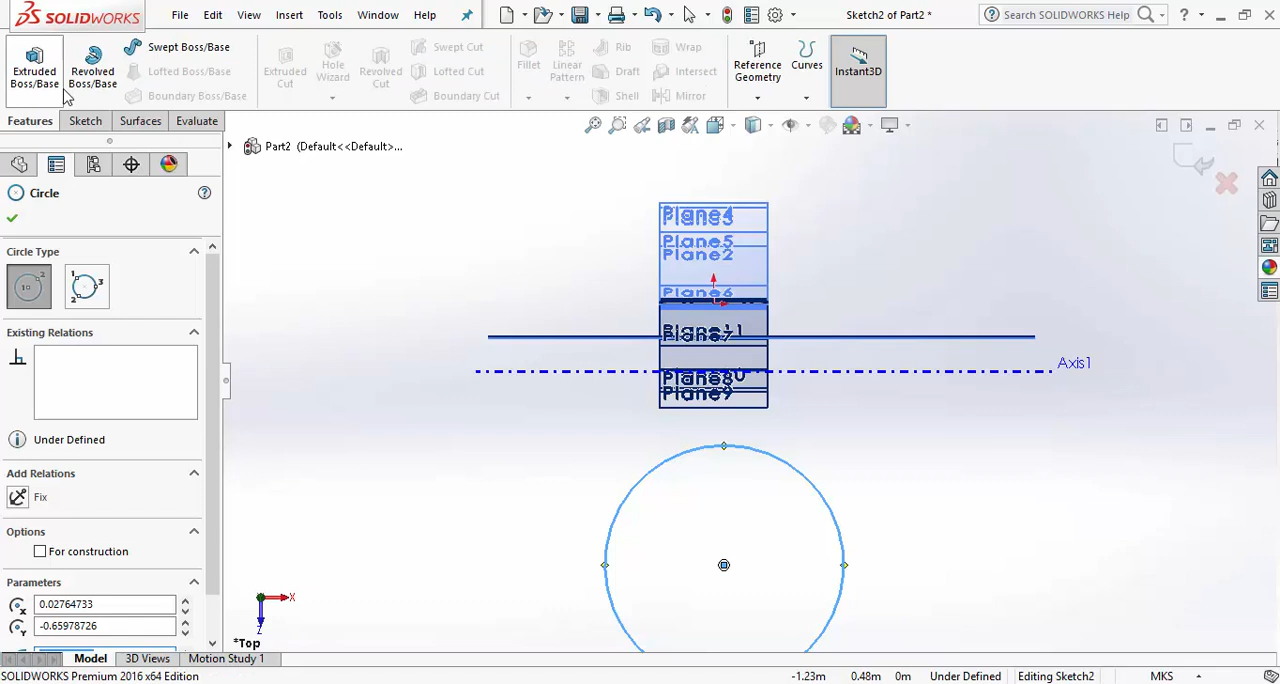 SOLIDWORKS File Edit View Insert Tools Window Help Sketch2 of Part2 * Search SOLIDWORKS Help ?
Extruded Boss/Base
Revolved Boss/Base
Swept Boss/Base
Lofted Boss/Base
Boundary Boss/Base
Extruded Cut
Hole Wizard
Revolved Cut
Swept Cut
Lofted Cut
Boundary Cut
Fillet
Linear Pattern
Rib
Draft
Shell
Wrap
Intersect
Mirror
Reference Geometry
Curves
Instant3D
Features Sketch Surfaces Evaluate
Part2 (Default<<Default>...
Circle ?
Circle Type
Existing Relations
Under Defined
Add Relations
Fix
Options
For construction
Parameters
0.02764733
-0.65978726
Plane4
Plane5
Plane2
Plane6
Plane7
Plane8
Plane9
Axis1
X
Z
*Top
Model 3D Views Motion Study 1
SOLIDWORKS Premium 2016 x64 Edition -1.23m 0.48m 0m Under Defined Editing Sketch2 MKS